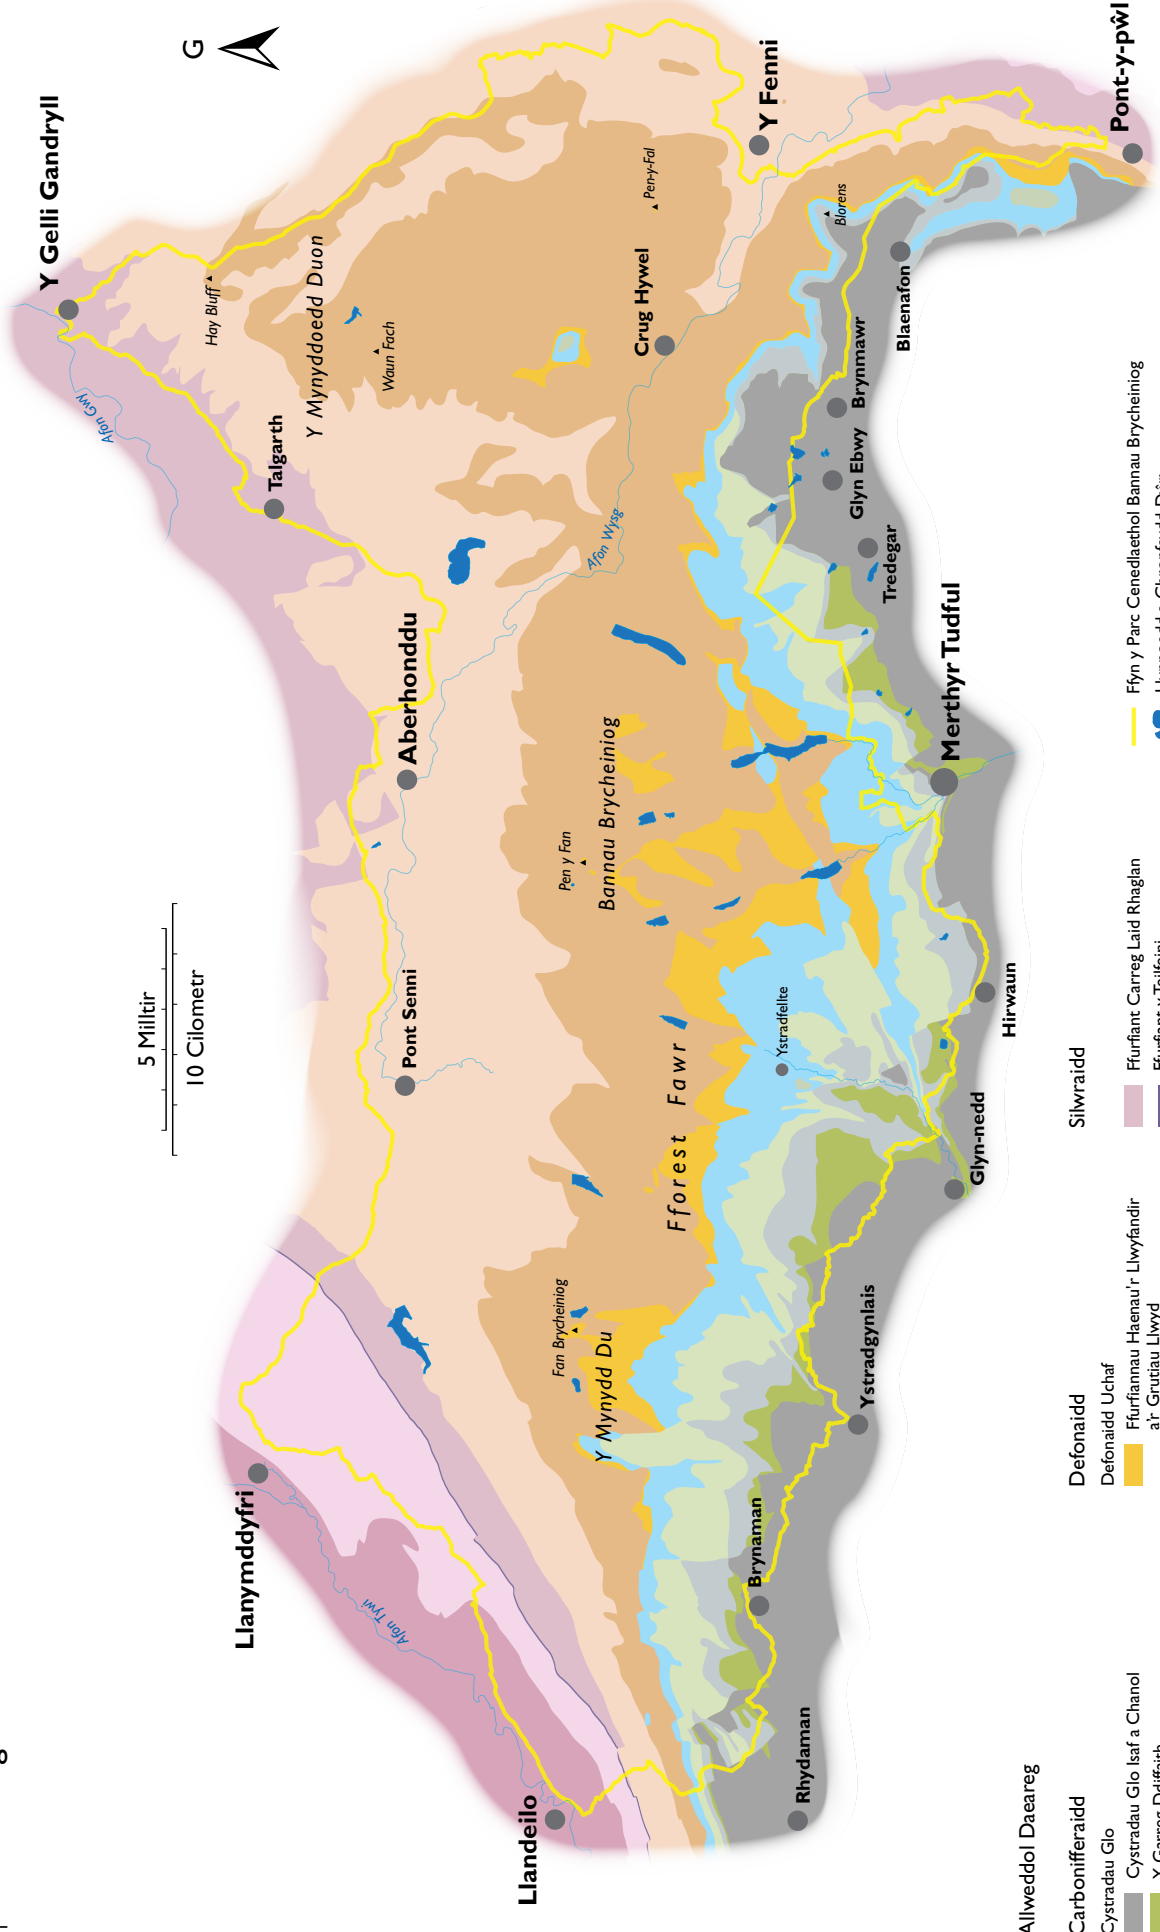 G
Y Gelli Gandryll
Afon Gwy
Hay Bluff
Talgarth
Y Mynyddoedd Duon
Waun Fach
Pen-y-Fal
Crug Hywel
Y Fenni
Pont-y-pŵl
Blorens
Blaenafon
Brynmawr
Glyn Ebwy
Tredegar
Afon Wysg
Aberhonddu
Merthyr Tudful
Pen y Fan
Bannau Brycheiniog
5 Milltir
10 Cilometr
Pont Senni
Fforest Fawr
Ystradfellte
Hirwaun
Glyn-nedd
Fan Brycheiniog
Y Mynydd Du
Ystradgynlais
Llanymddyfri
Afon Tywi
Brynaman
Llandeilo
Rhydaman
Allweddol Daeareg
Carbonifferaidd
Cystradau Glo
Cystradau Glo Isaf a Chanol
Y Garreg Ddiffaith
Defonaidd
Defonaidd Uchaf
Ffurfiannau Haenau'r Llwyfandir
a'r Grutiau Llwyd
Silwraidd
Ffurfiant Carreg Laid Rhaglan
Ffyn y Parc Cenedlaethol Bannau Brycheiniog